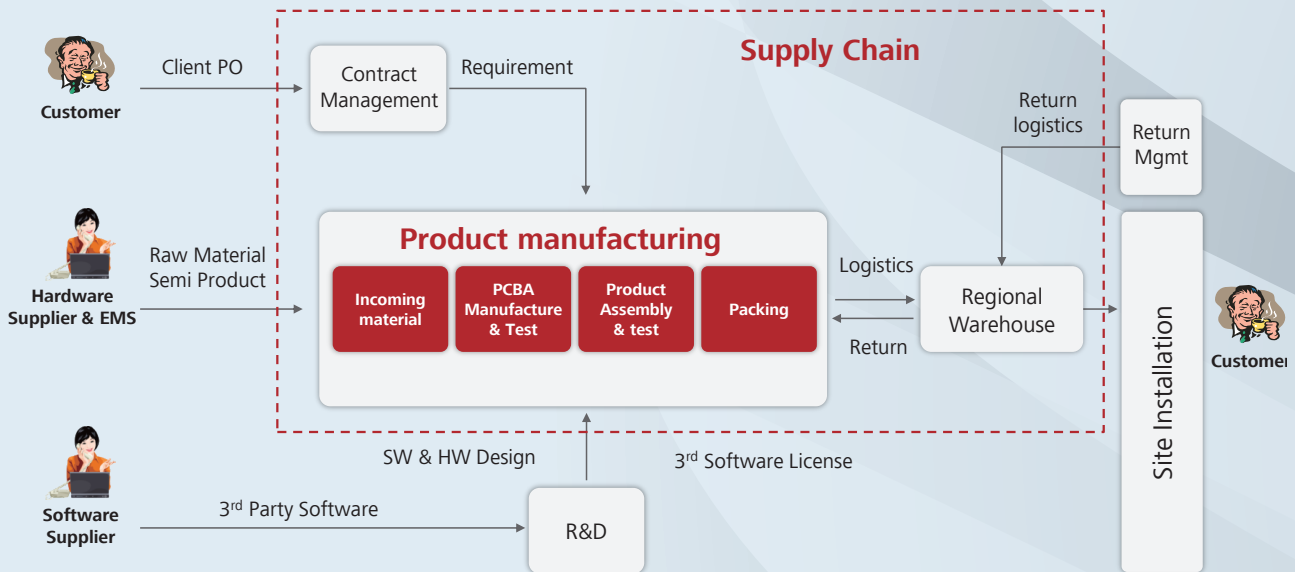 Supply Chain
Client PO
Contract
Management
Requirement
Customer
Return
logistics
Return
Mgmt
Product manufacturing
Raw Material
Semi Product
Hardware
Supplier & EMS
Incoming
material
PCBA
Manufacture
& Test
Product
Assembly
& test
Packing
Logistics
Return
Regional
Warehouse
Site Installation
Customer
SW & HW Design
3rd Software License
3rd Party Software
Software
Supplier
R&D